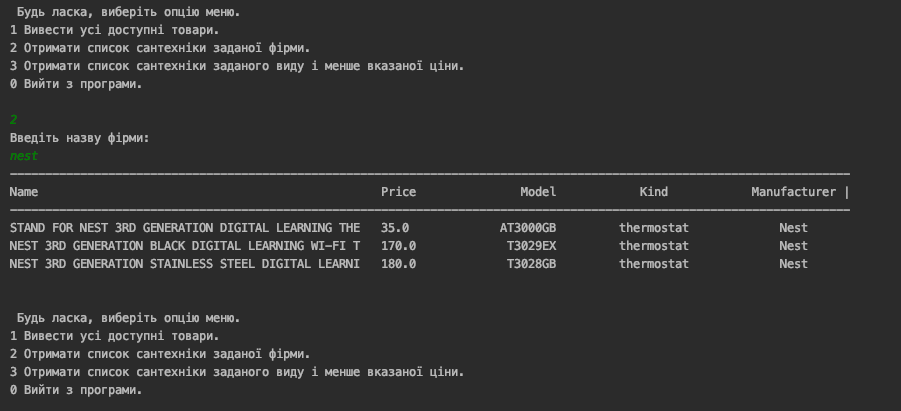 Будь ласка, виберіть опцію меню.
1 Вивести усі доступні товари.
2 Отримати список сантехніки заданої фірми.
3 Отримати список сантехніки заданого виду і менше вказаної ціни.
0 Вийти з програми.
2
Введіть назву фірми:
nest
Name Price Model Kind Manufacturer |
STAND FOR NEST 3RD GENERATION DIGITAL LEARNING THE 35.0 AT3000GB thermostat Nest
NEST 3RD GENERATION BLACK DIGITAL LEARNING WI-FI T 170.0 T3029EX thermostat Nest
NEST 3RD GENERATION STAINLESS STEEL DIGITAL LEARNI 180.0 T3028GB thermostat Nest
Будь ласка, виберіть опцію меню.
1 Вивести усі доступні товари.
2 Отримати список сантехніки заданої фірми.
3 Отримати список сантехніки заданого виду і менше вказаної ціни.
0 Вийти з програми.